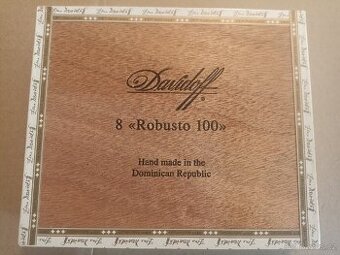 Davidoff®
8 «Robusto 100»
Hand made in the
Dominican Republic